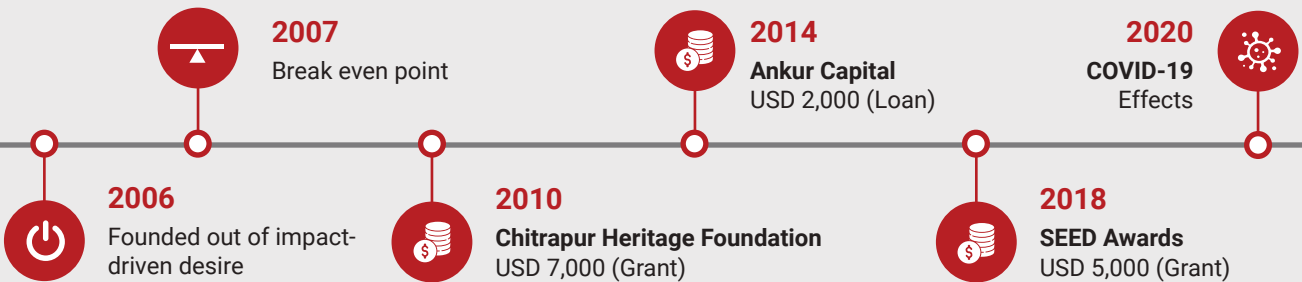 2007
Break even point
2014
Ankur Capital
USD 2,000 (Loan)
2020
COVID-19
Effects
2006
Founded out of impact-
driven desire
2010
Chitrapur Heritage Foundation
USD 7,000 (Grant)
2018
SEED Awards
USD 5,000 (Grant)